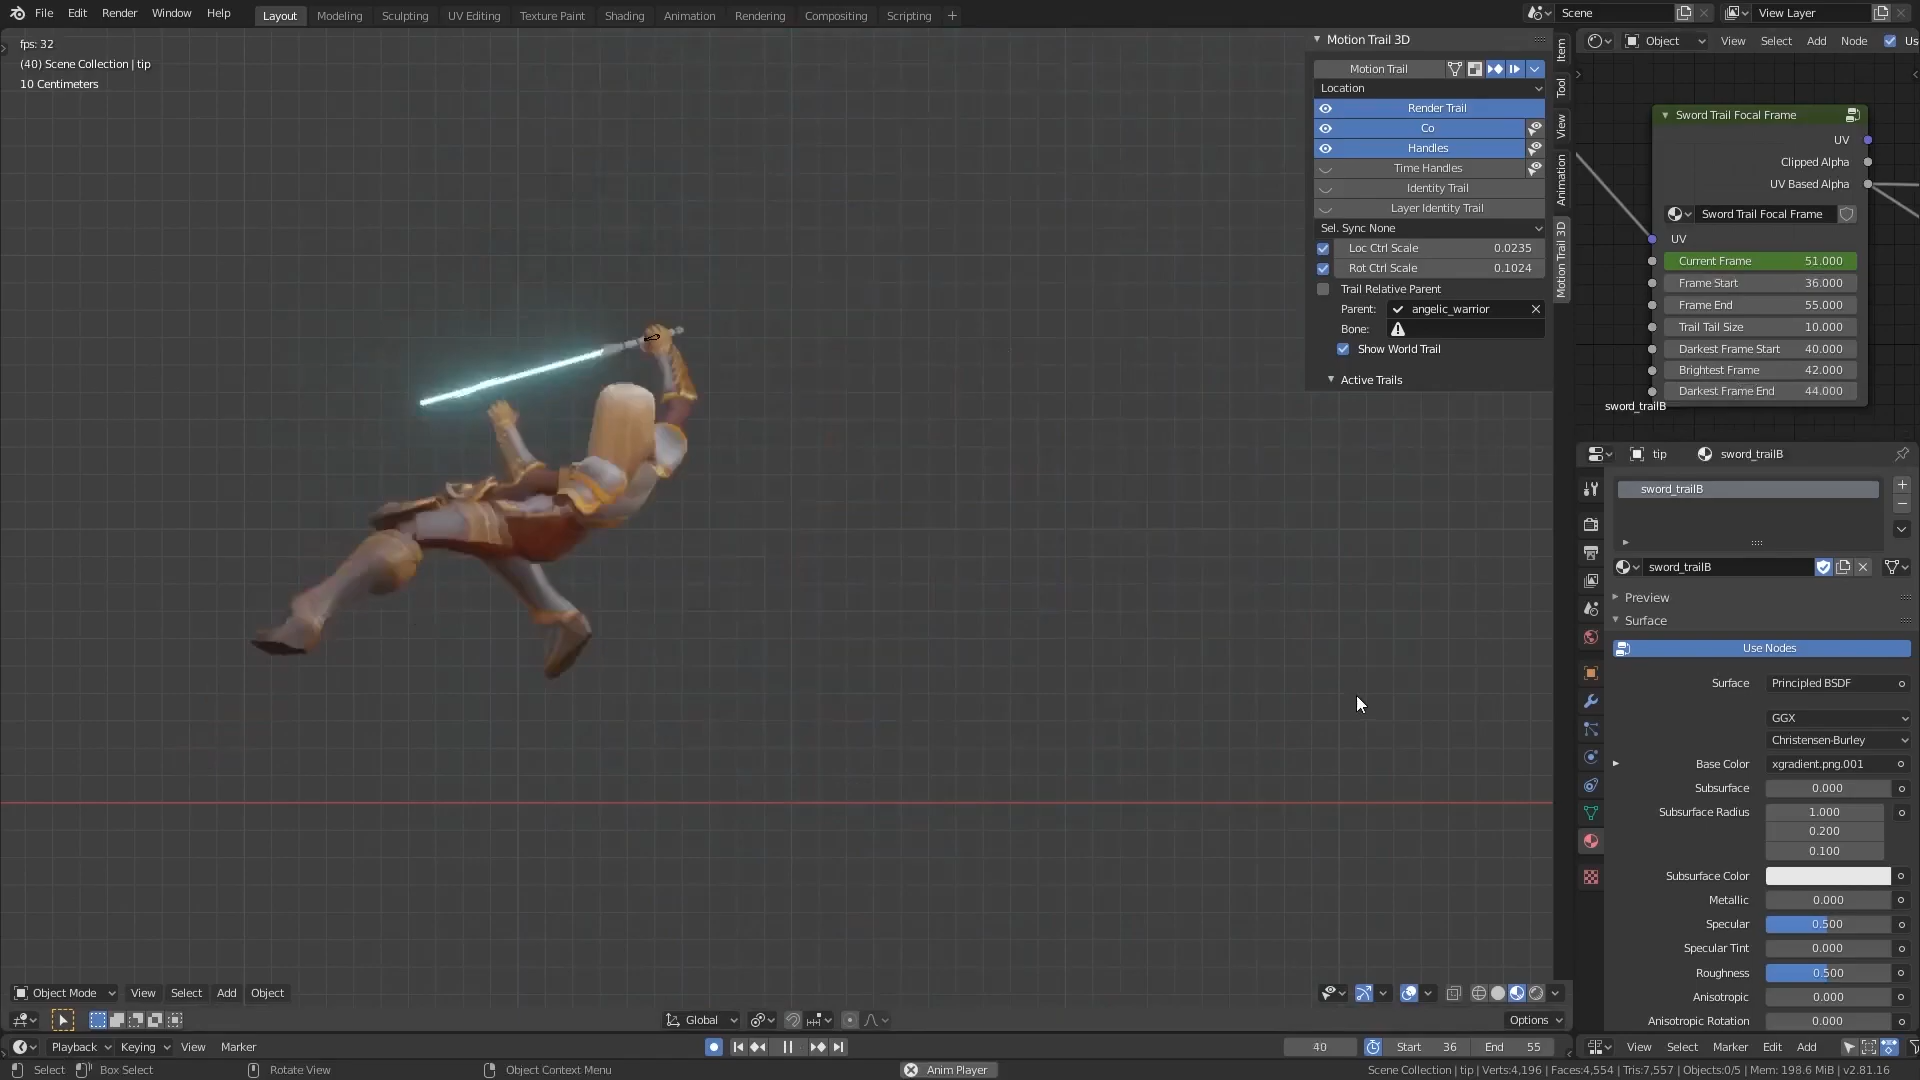 File Edit Render Window Help Layout Modeling Sculpting UV Editing Texture Paint Shading Animation Rendering Compositing Scripting + Scene View Layer
fps: 32
(40) Scene Collection | tip
10 Centimeters
Motion Trail 3D
Motion Trail
Location
Render Trail
Co
Handles
Time Handles
Identity Trail
Layer Identity Trail
Sel. Sync None
Loc Ctrl Scale 0.0235
Rot Ctrl Scale 0.1024
Trail Relative Parent
Parent: angelic_warrior
Bone:
Show World Trail
Active Trails
Item
Tool
View
Animation
Motion Trail 3D
Object View Select Add Node Us
Sword Trail Focal Frame
UV
Clipped Alpha
UV Based Alpha
Sword Trail Focal Frame
UV
Current Frame 51.000
Frame Start 36.000
Frame End 55.000
Trail Tail Size 10.000
Darkest Frame Start 40.000
Brightest Frame 42.000
Darkest Frame End 44.000
sword_trailB
tip sword_trailB
sword_trailB
sword_trailB
Preview
Surface
Use Nodes
Surface Principled BSDF
GGX
Christensen-Burley
Base Color xgradient.png.001
Subsurface 0.000
Subsurface Radius 1.000
0.200
0.100
Subsurface Color
Metallic 0.000
Specular 0.500
Specular Tint 0.000
Roughness 0.500
Anisotropic 0.000
Anisotropic Rotation 0.000
Object Mode View Select Add Object
Global Options
Playback Keying View Marker 40 Start 36 End 55 View Select Marker Edit Add
Select Box Select Rotate View Object Context Menu Anim Player Scene Collection | tip | Verts:4,196 | Faces:4,554 | Tris:7,557 | Objects:0/5 | Mem: 198.6 MiB | v2.81.16